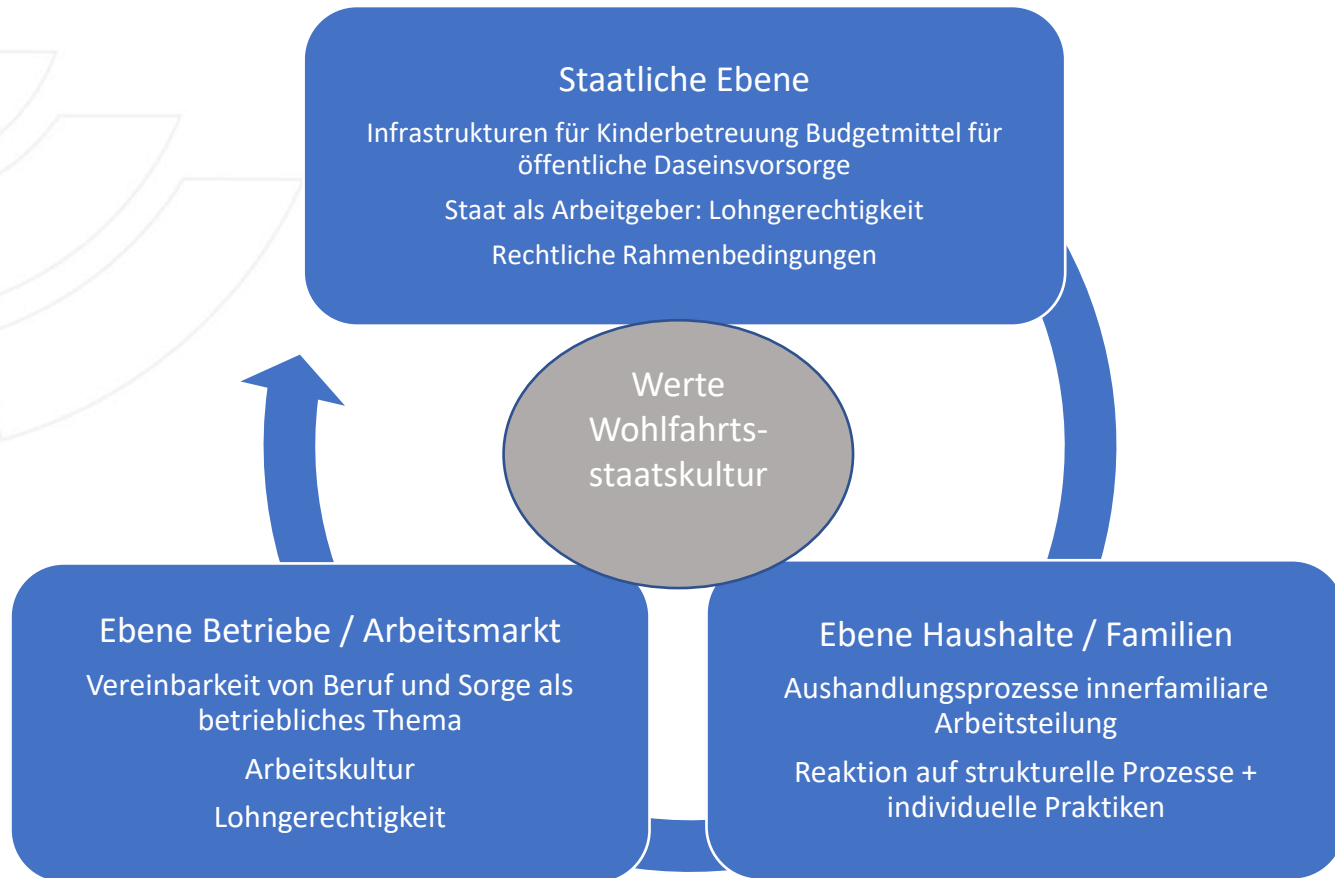 Staatliche Ebene
Infrastrukturen für Kinderbetreuung Budgetmittel für
öffentliche Daseinsvorsorge
Staat als Arbeitgeber: Lohngerechtigkeit
Rechtliche Rahmenbedingungen
Werte
Wohlfahrts-
staatskultur
Ebene Betriebe / Arbeitsmarkt
Vereinbarkeit von Beruf und Sorge als
betriebliches Thema
Arbeitskultur
Lohngerechtigkeit
Ebene Haushalte / Familien
Aushandlungsprozesse innerfamiliare
Arbeitsteilung
Reaktion auf strukturelle Prozesse +
individuelle Praktiken